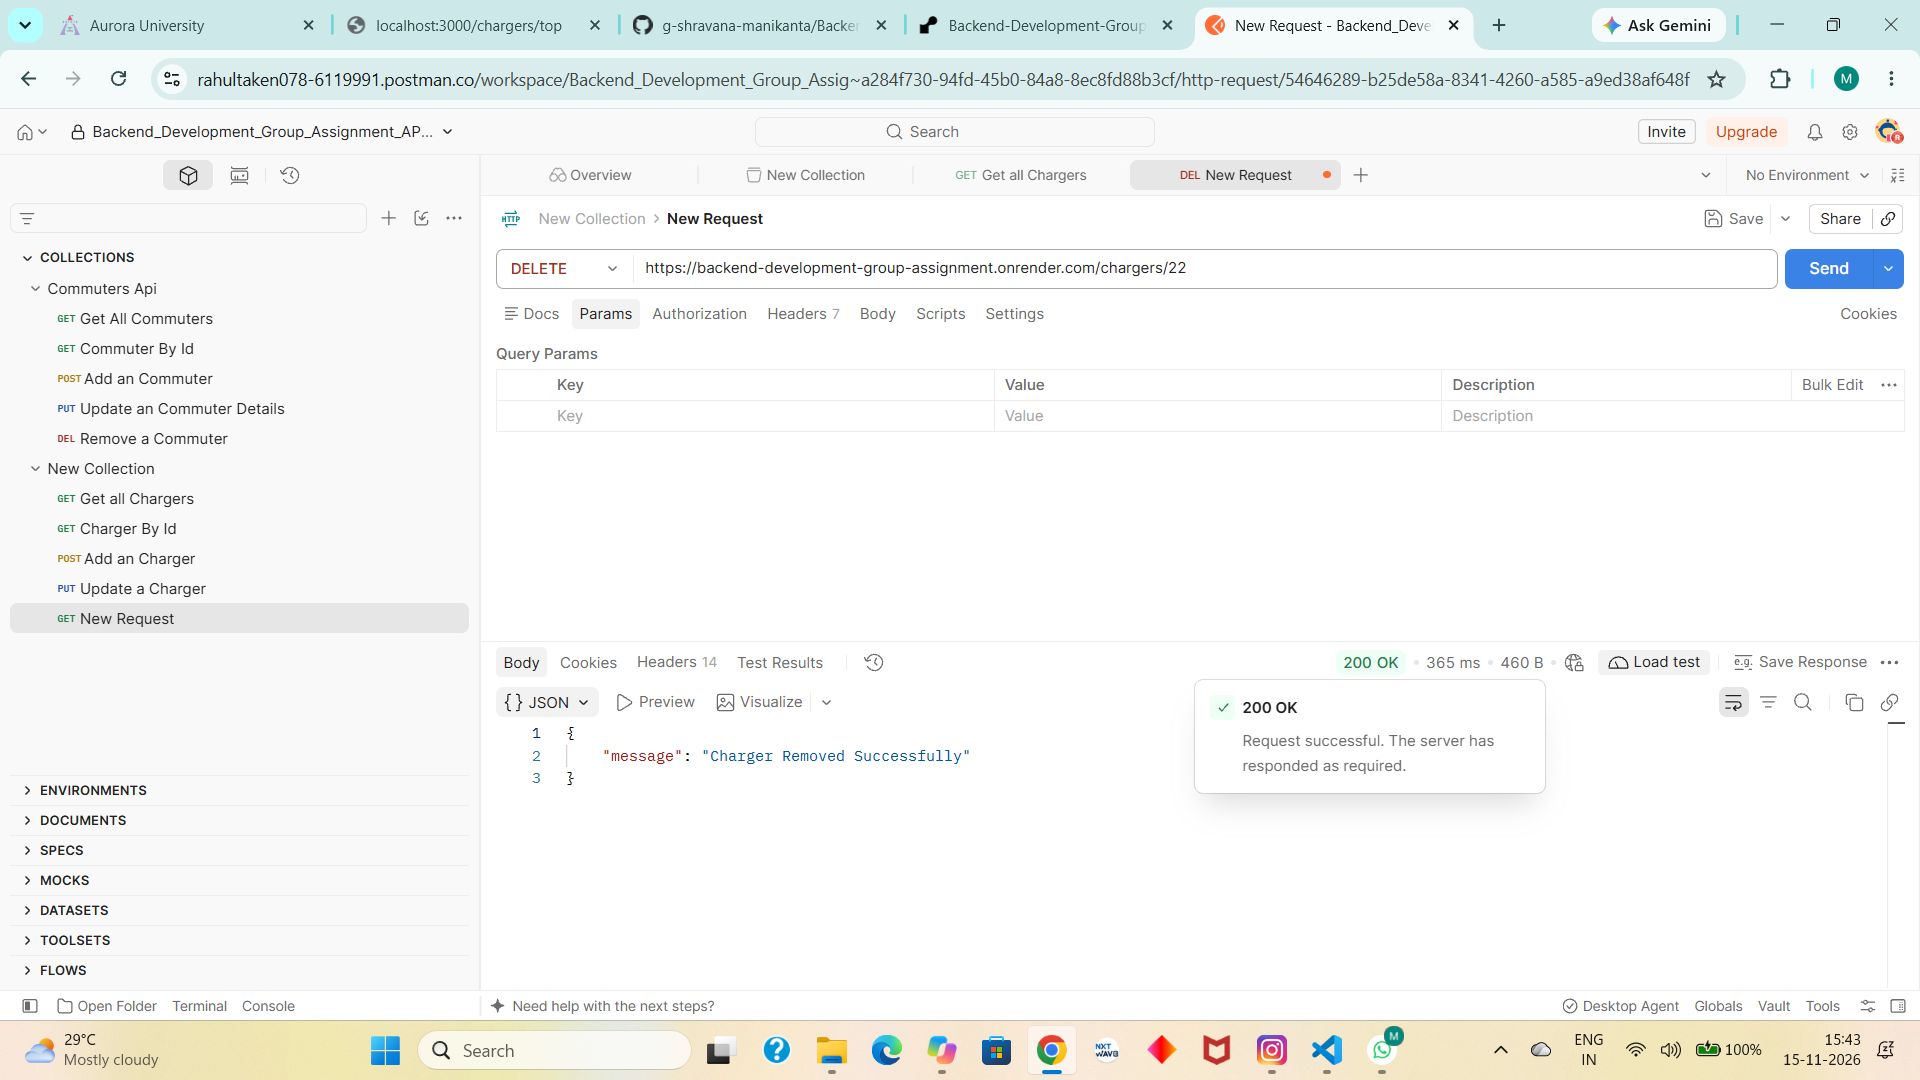 Aurora University
localhost:3000/chargers/top
g-shravana-manikanta/Backen
Backend-Development-Group
New Request - Backend_Deve
Ask Gemini
rahultaken078-6119991.postman.co/workspace/Backend_Development_Group_Assig~a284f730-94fd-45b0-84a8-8ec8fd88b3cf/http-request/54646289-b25de58a-8341-4260-a585-a9ed38af648f
M
Backend_Development_Group_Assignment_AP...
Search
Invite
Upgrade
R
Overview
New Collection
GET Get all Chargers
DEL New Request
No Environment
HTTP New Collection > New Request
Save
Share
COLLECTIONS
Commuters Api
GET Get All Commuters
GET Commuter By Id
POST Add an Commuter
PUT Update an Commuter Details
DEL Remove a Commuter
New Collection
GET Get all Chargers
GET Charger By Id
POST Add an Charger
PUT Update a Charger
GET New Request
ENVIRONMENTS
DOCUMENTS
SPECS
MOCKS
DATASETS
TOOLSETS
FLOWS
DELETE
https://backend-development-group-assignment.onrender.com/chargers/22
Send
Docs
Params
Authorization
Headers 7
Body
Scripts
Settings
Cookies
Query Params
Key Value Description Bulk Edit
Key Value Description
Body
Cookies
Headers 14
Test Results
200 OK
365 ms
460 B
Load test
e.g. Save Response
{} JSON
Preview
Visualize
1 {
2 "message": "Charger Removed Successfully"
3 }
200 OK
Request successful. The server has
responded as required.
Open Folder
Terminal
Console
Need help with the next steps?
Desktop Agent
Globals
Vault
Tools
29°C
Mostly cloudy
Search
NXT
WAVE
M
ENG
IN
100%
15:43
15-11-2026